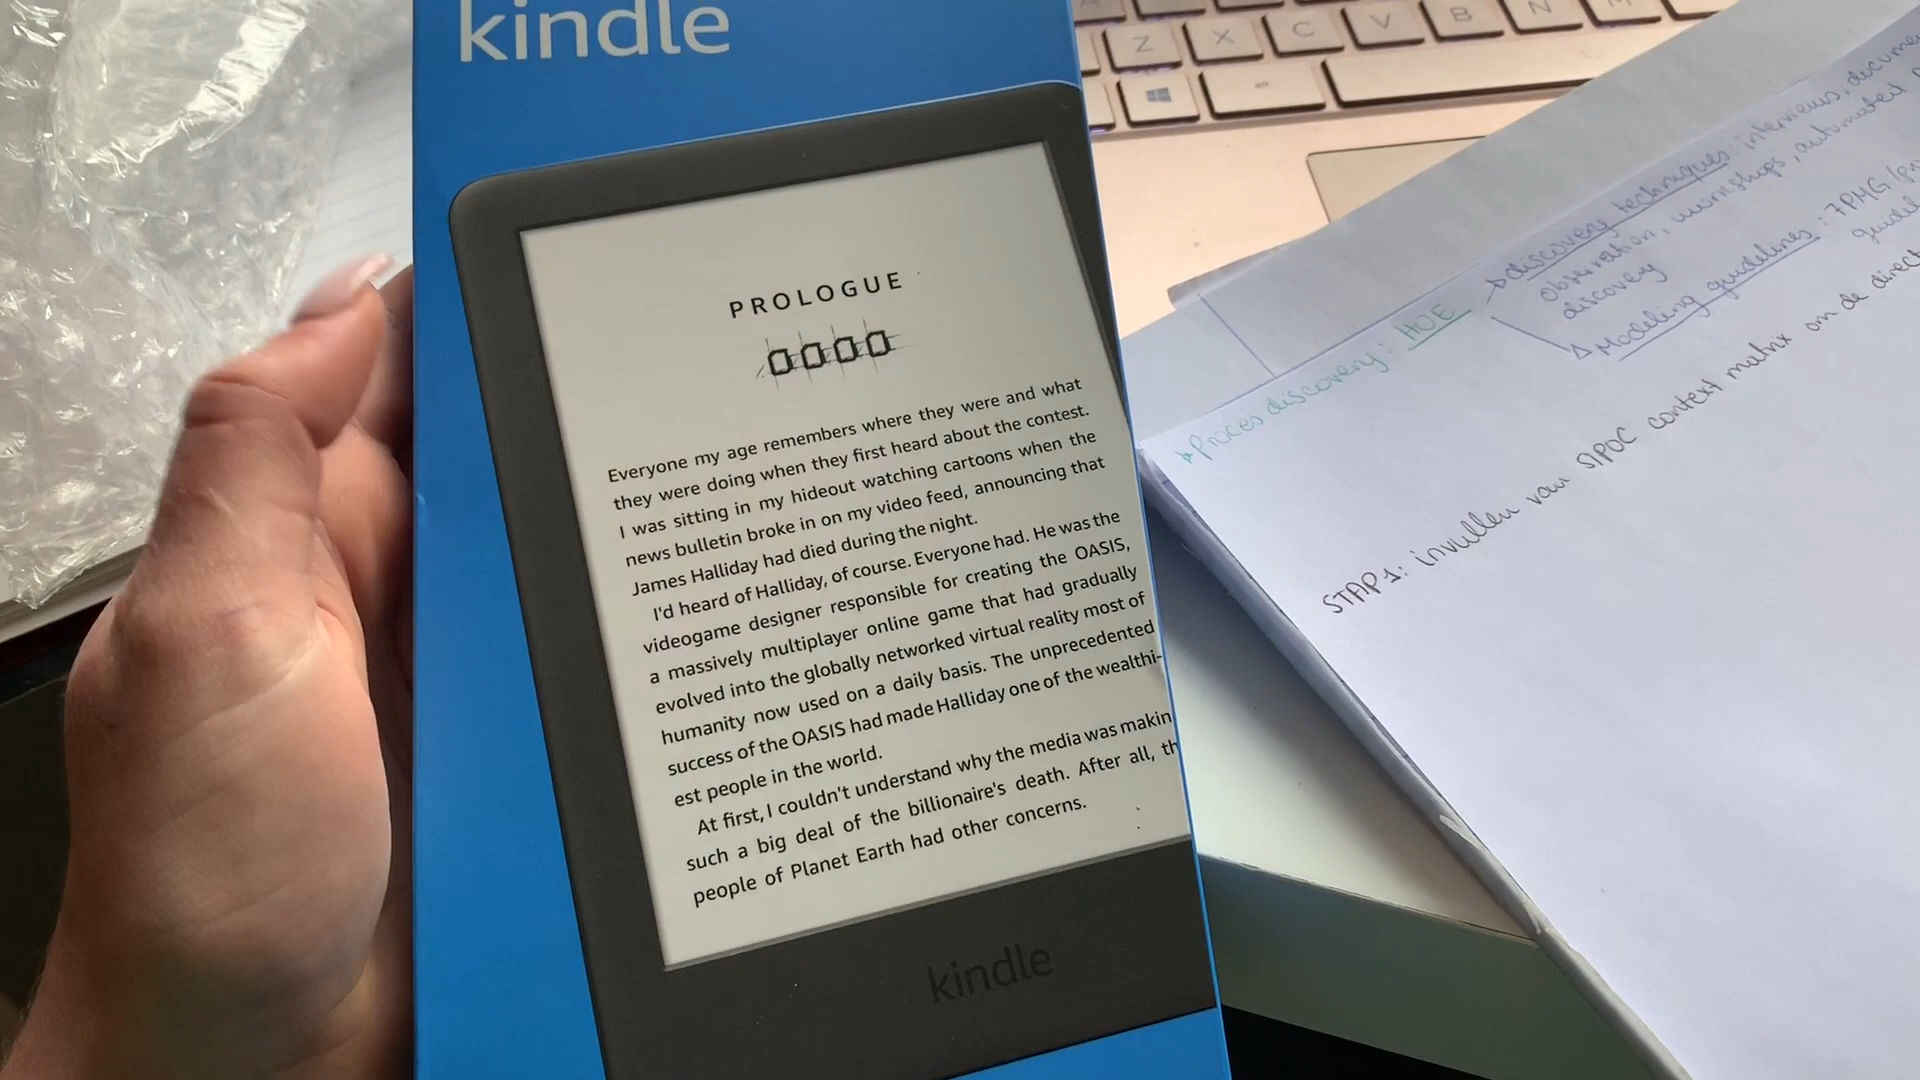 kindle
PROLOGUE
0000
Everyone my age remembers where they were and what
they were doing when they first heard about the contest.
I was sitting in my hideout watching cartoons when the
news bulletin broke in on my video feed, announcing that
James Halliday had died during the night.
I'd heard of Halliday, of course. Everyone had. He was the
videogame designer responsible for creating the OASIS,
a massively multiplayer online game that had gradually
evolved into the globally networked virtual reality most of
humanity now used on a daily basis. The unprecedented
success of the OASIS had made Halliday one of the wealthi-
est people in the world.
At first, I couldn't understand why the media was makin
such a big deal of the billionaire's death. After all, th
people of Planet Earth had other concerns.
kindle
Z X C V B N M
discovery techniques: interviews, docume
observation, workshops, automated
discovery
Modeling guidelines: 7PMG
guidel
Proces discovery: HOE
STAP 1: invullen van SIPOC context matrix om de direct